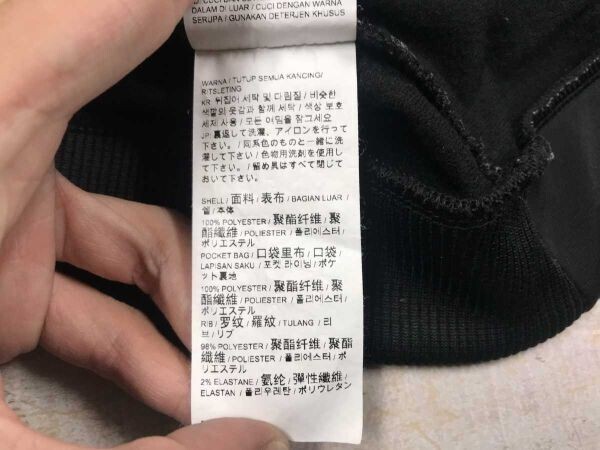 DALAM DI LUAR / CUCI DENGAN WARNA
SERUPA / GUNAKAN DETERJEN KHUSUS
WARNA / TUTUP SEMUA KANCING/
RITSLETING
KR: 뒤집어 세탁 및 다림질 / 비슷한
색깔의 옷감과 함께 세탁 / 색상 보호
세제 사용 / 모든 여밈을 잠그세요
JP: 裏返して洗濯、アイロンを行って
下さい。/ 同系色のものと一緒に洗
濯して下さい / 色物用洗剤を使用し
て下さい。/ 留め具はすべて閉じて
おいて下さい。
SHELL / 面料 / 表布 / BAGIAN LUAR /
쉘 / 本体
100% POLYESTER / 聚酯纤维 / 聚
酯纖維 / POLIESTER / 폴리에스터 /
ポリエステル
POCKET BAG / 口袋里布 / 口袋 /
LAPISAN SAKU / 포켓 라이닝 / ポケ
ット裏地
100% POLYESTER / 聚酯纤维 / 聚
酯纖維 / POLIESTER / 폴리에스터 /
ポリエステル
RIB / 罗纹 / 羅紋 / TULANG / 리
브 / リブ
98% POLYESTER / 聚酯纤维 / 聚酯
纖維 / POLIESTER / 폴리에스터 / ポ
リエステル
2% ELASTANE / 氨纶 / 彈性纖維 /
ELASTAN / 폴리우레탄 / ポリウレタン